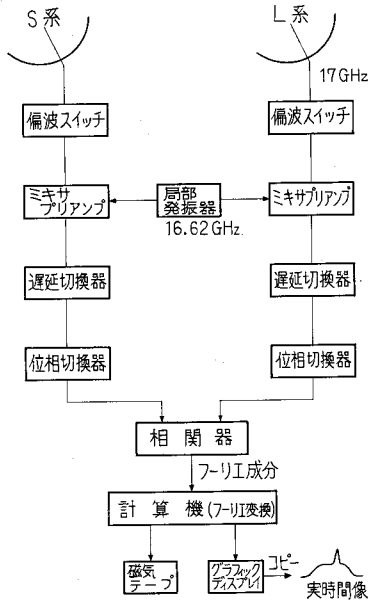 S系
L系
17GHz
偏波スイッチ
偏波スイッチ
ミキサ
プリアンプ
局部
発振器
ミキサプリアンプ
16.62GHz.
遅延切換器
遅延切換器
位相切換器
位相切換器
相関器
フーリエ成分
計算機(フーリエ変換)
磁気
テープ
グラフィック
ディスプレイ
コピー
実時間像